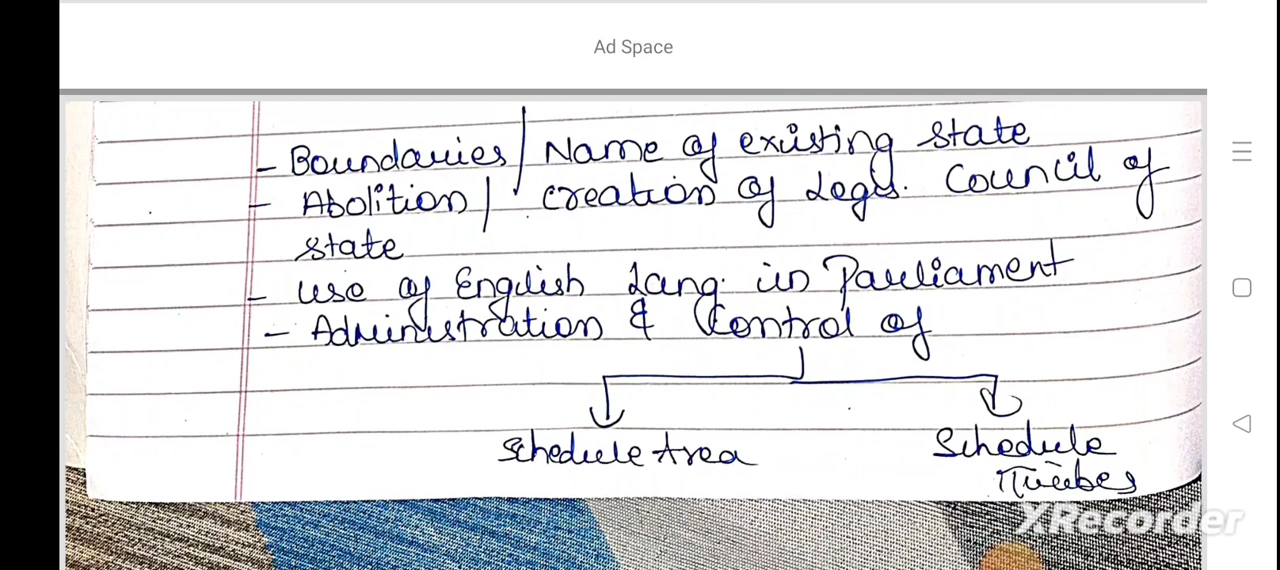 Ad Space
- Boundaries / Name of existing state
- Abolition / creation of Legis. Council of
state
- Use of English Lang. in Parliament
- Administration & Control of
Schedule Area
Schedule
Tribes
XRecorder